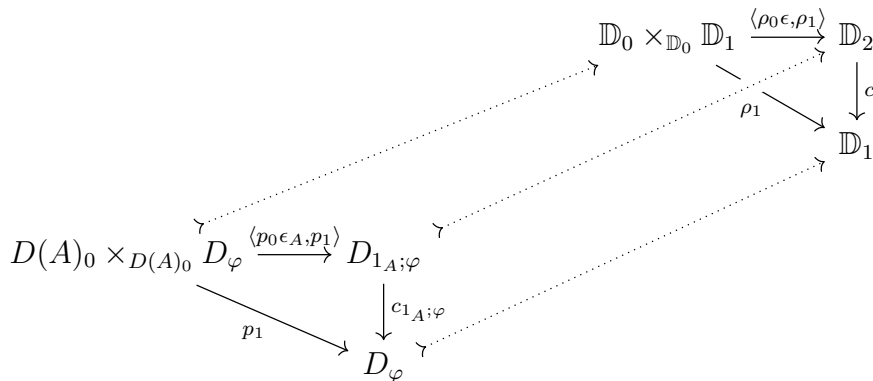 𝔻₀ ×_{𝔻₀} 𝔻₁ ⟨ρ₀ϵ,ρ₁⟩ 𝔻₂
ρ₁ c
𝔻₁
D(A)₀ ×_{D(A)₀} D_φ ⟨p₀ϵ_A,p₁⟩ D_{1_A;φ}
p₁ c_{1_A;φ}
D_φ